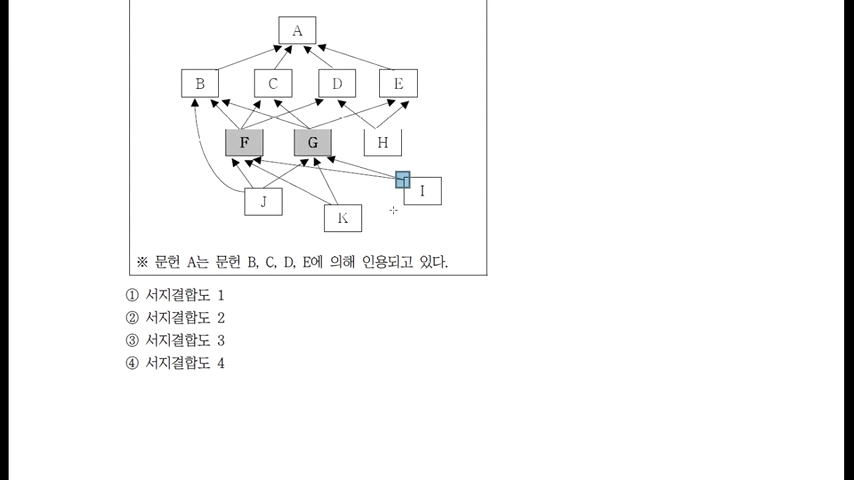 A
B C D E
F G H
I
J
K
※ 문헌 A는 문헌 B, C, D, E에 의해 인용되고 있다.
① 서지결합도 1
② 서지결합도 2
③ 서지결합도 3
④ 서지결합도 4